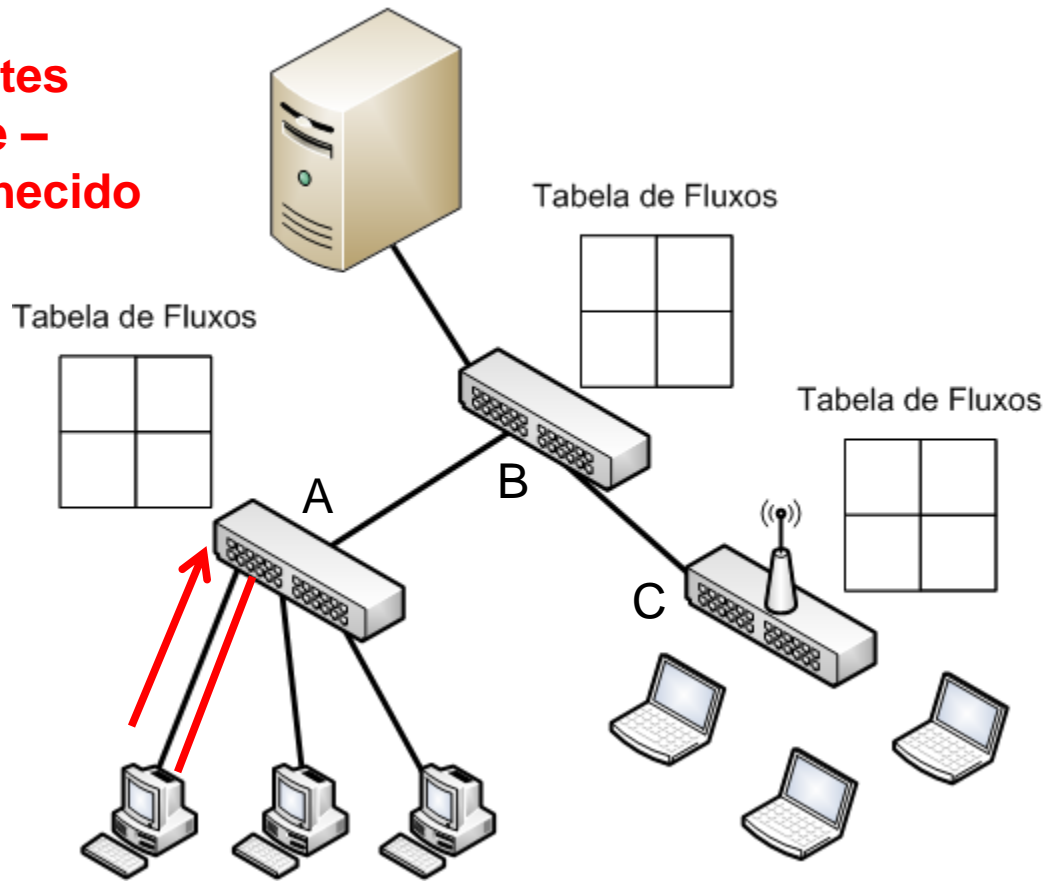 tes
e –
hecido
Tabela de Fluxos
Tabela de Fluxos
Tabela de Fluxos
A
B
C